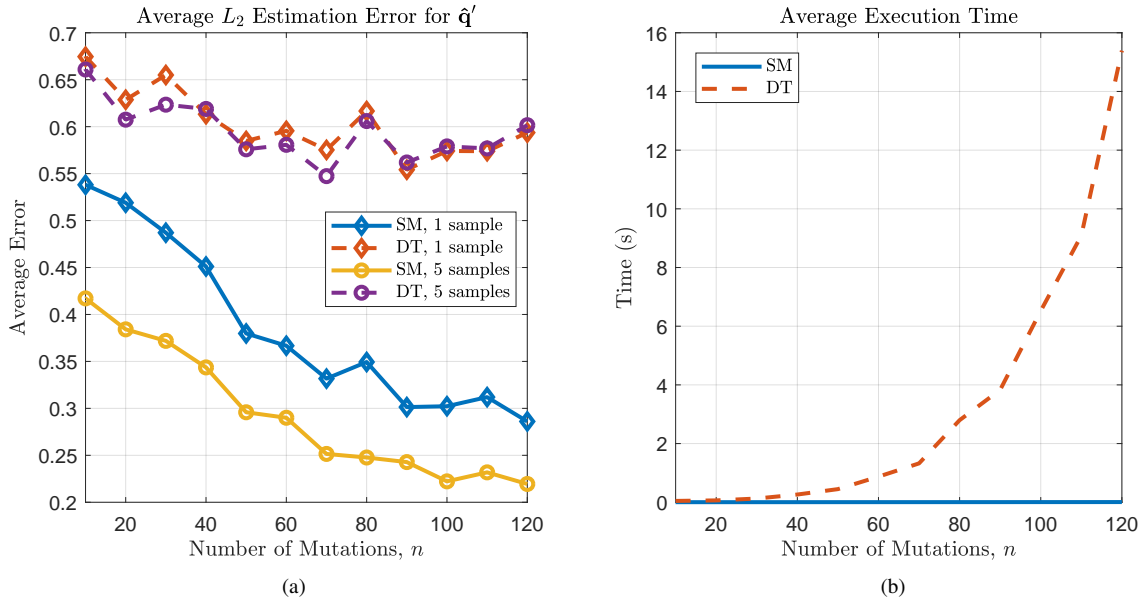 Average L₂ Estimation Error for q̂′
0.7
0.65
0.6
0.55
0.5
0.45
0.4
0.35
0.3
0.25
0.2
Average Error
SM, 1 sample
DT, 1 sample
SM, 5 samples
DT, 5 samples
20 40 60 80 100 120
Number of Mutations, n
(a)
Average Execution Time
16
14
12
10
8
6
4
2
0
Time (s)
SM
DT
20 40 60 80 100 120
Number of Mutations, n
(b)